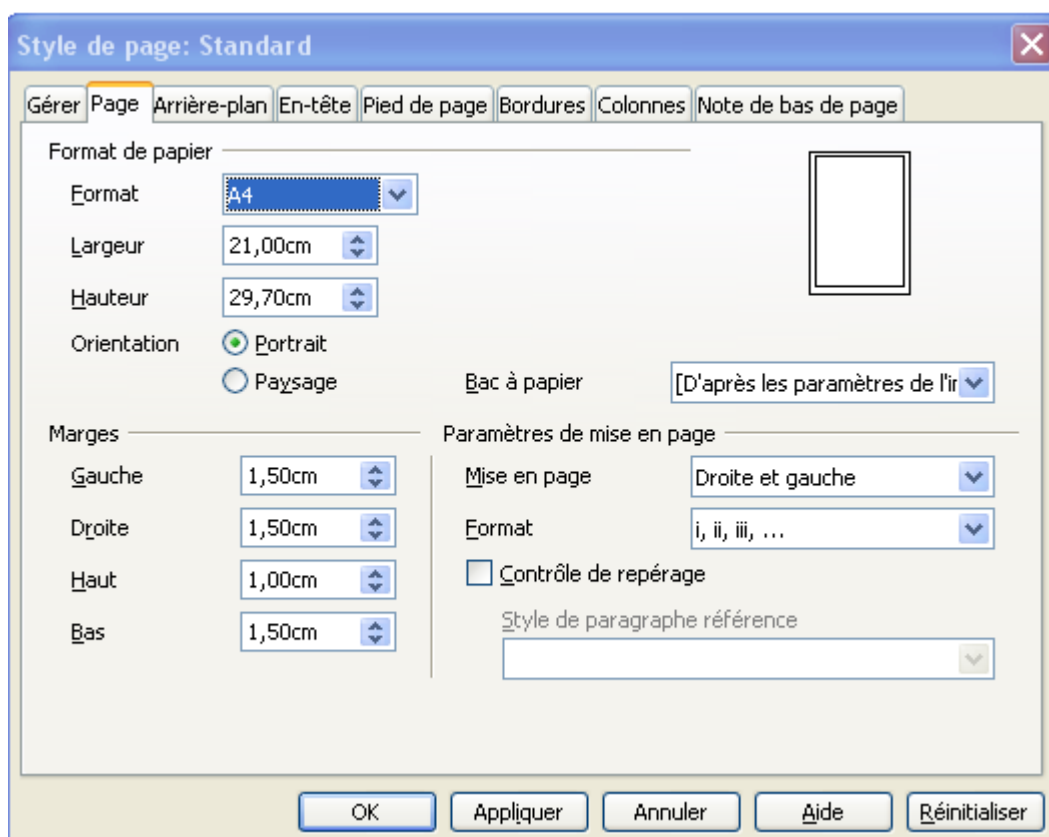 Style de page: Standard
Gérer Page Arrière-plan En-tête Pied de page Bordures Colonnes Note de bas de page
Format de papier
Format A4
Largeur 21,00cm
Hauteur 29,70cm
Orientation Portrait
Paysage Bac à papier [D'après les paramètres de l'ir
Marges Paramètres de mise en page
Gauche 1,50cm Mise en page Droite et gauche
Droite 1,50cm Format i, ii, iii, ...
Haut 1,00cm Contrôle de repérage
Bas 1,50cm Style de paragraphe référence
OK Appliquer Annuler Aide Réinitialiser